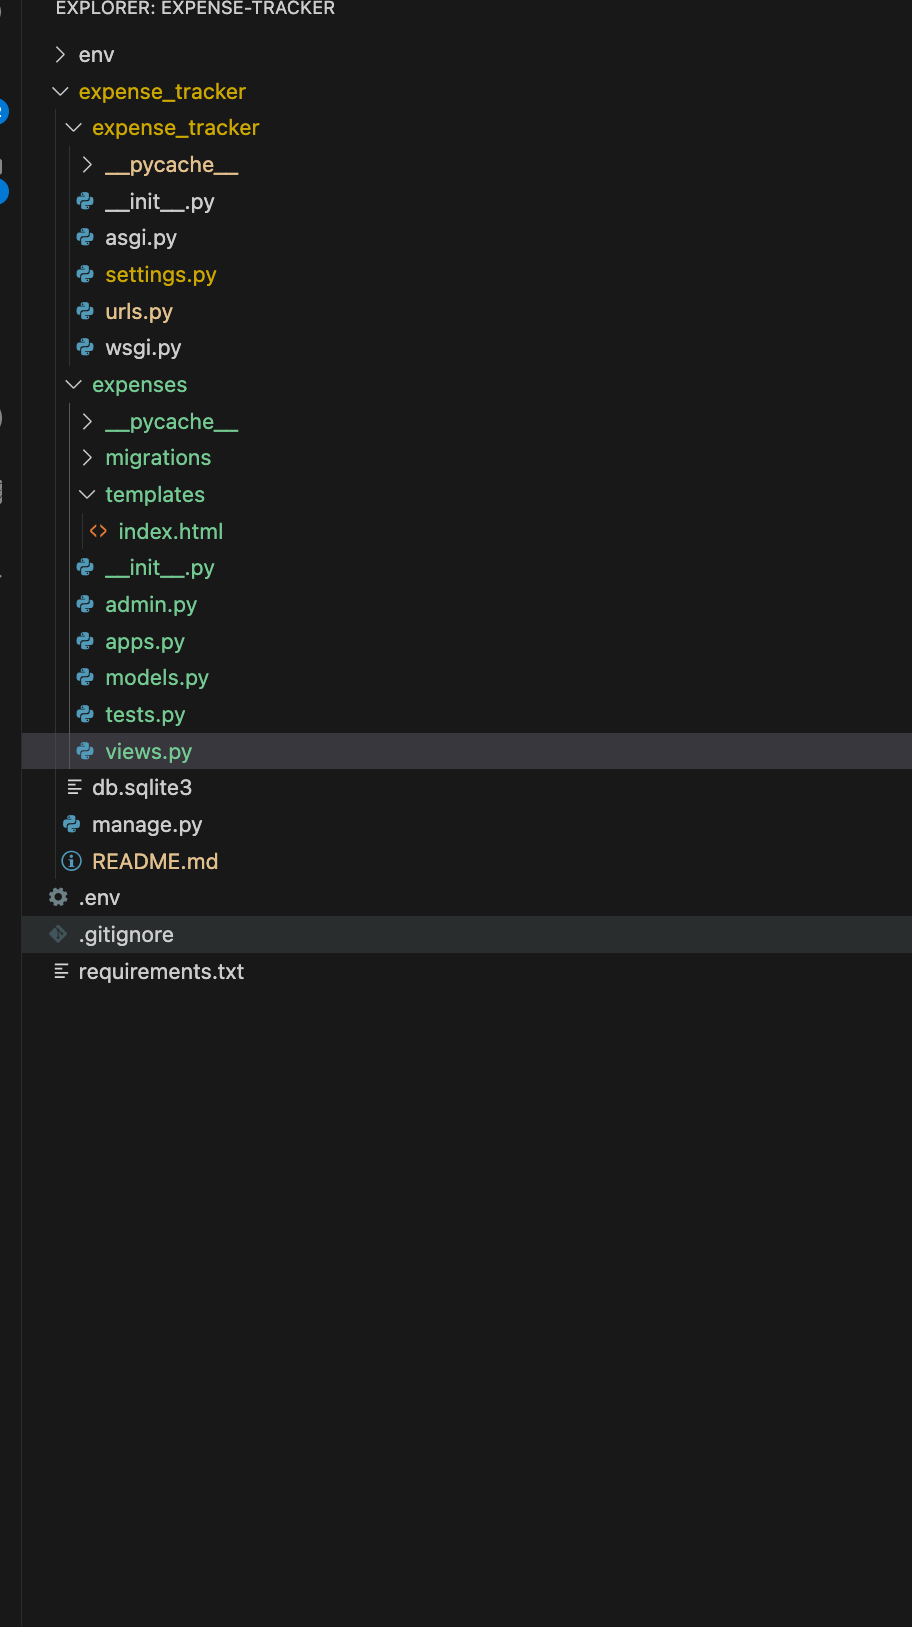 EXPLORER: EXPENSE-TRACKER
env
expense_tracker
expense_tracker
__pycache__
__init__.py
asgi.py
settings.py
urls.py
wsgi.py
expenses
__pycache__
migrations
templates
index.html
__init__.py
admin.py
apps.py
models.py
tests.py
views.py
db.sqlite3
manage.py
README.md
.env
.gitignore
requirements.txt